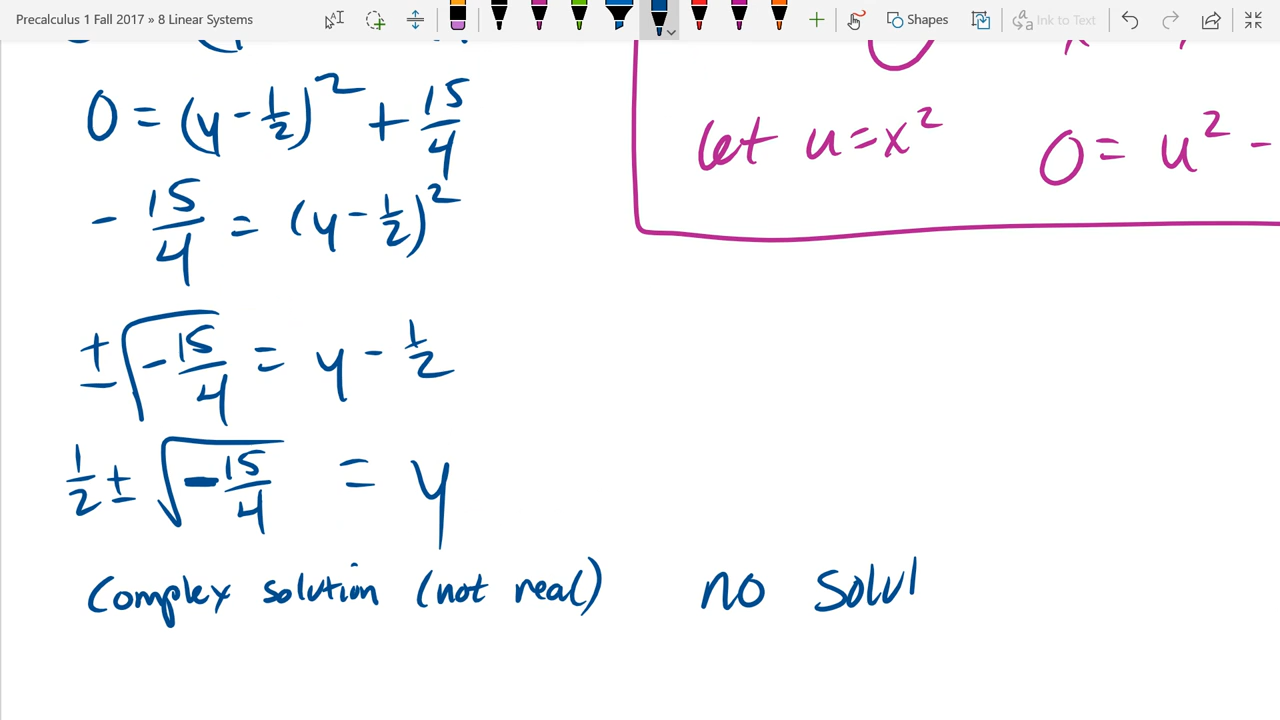 Precalculus 1 Fall 2017 » 8 Linear Systems
Shapes
Ink to Text
0 = (y - 1/2)² + 15/4
- 15/4 = (y - 1/2)²
± √(-15/4) = y - 1/2
1/2 ± √(-15/4) = y
Complex solution (not real)
no solut
let u = x²
0 = u² -